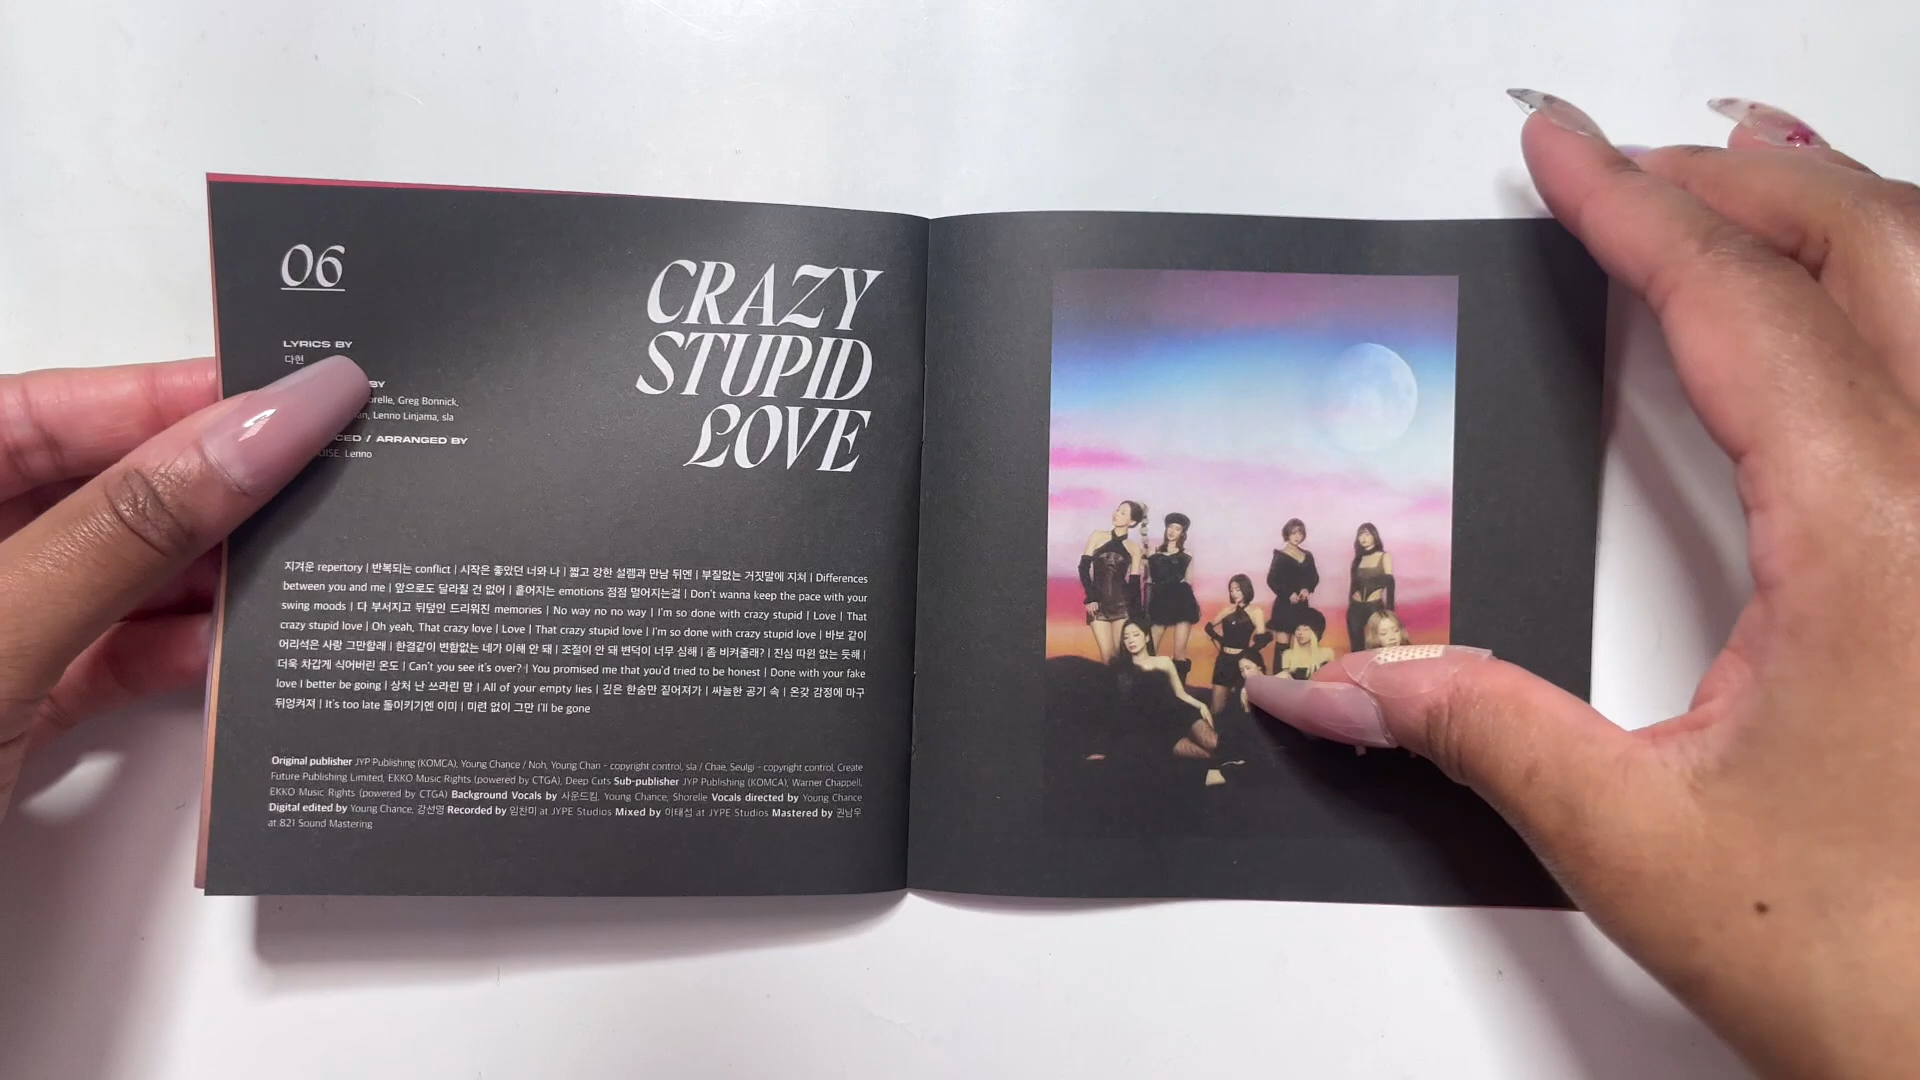 06
CRAZY
STUPID
LOVE
LYRICS BY
다현
BY
orelle, Greg Bonnick,
an, Lenno Linjama, sla
CED / ARRANGED BY
OISE, Lenno
지겨운 repertory | 반복되는 conflict | 시작은 좋았던 너와 나 | 짧고 강한 설렘과 만남 뒤엔 | 부질없는 거짓말에 지쳐 | Differences
between you and me | 앞으로도 달라질 건 없어 | 흩어지는 emotions 점점 멀어지는걸 | Don't wanna keep the pace with your
swing moods | 다 부서지고 뒤덮인 드리워진 memories | No way no no way | I'm so done with crazy stupid | Love | That
crazy stupid love | Oh yeah, That crazy love | Love | That crazy stupid love | I'm so done with crazy stupid love | 바보 같이
어리석은 사랑 그만할래 | 한결같이 변함없는 네가 이해 안 돼 | 조절이 안 돼 변덕이 너무 심해 | 좀 비켜줄래? | 진심 따윈 없는 듯해 |
더욱 차갑게 식어버린 온도 | Can't you see it's over? | You promised me that you'd tried to be honest | Done with your fake
love I better be going | 상처 난 쓰라린 맘 | All of your empty lies | 깊은 한숨만 짙어져가 | 싸늘한 공기 속 | 온갖 감정에 마구
뒤엉켜져 | It's too late 돌이키기엔 이미 | 미련 없이 그만 I'll be gone
Original publisher JYP Publishing (KOMCA), Young Chance / Noh, Young Chan - copyright control, sla / Chae, Seulgi - copyright control, Create
Future Publishing Limited, EKKO Music Rights (powered by CTGA), Deep Cuts Sub-publisher JYP Publishing (KOMCA), Warner Chappell,
EKKO Music Rights (powered by CTGA) Background Vocals by 사운드킴, Young Chance, Shorelle Vocals directed by Young Chance
Digital edited by Young Chance, 강선영 Recorded by 임찬미 at JYPE Studios Mixed by 이태섭 at JYPE Studios Mastered by 권남우
at 821 Sound Mastering